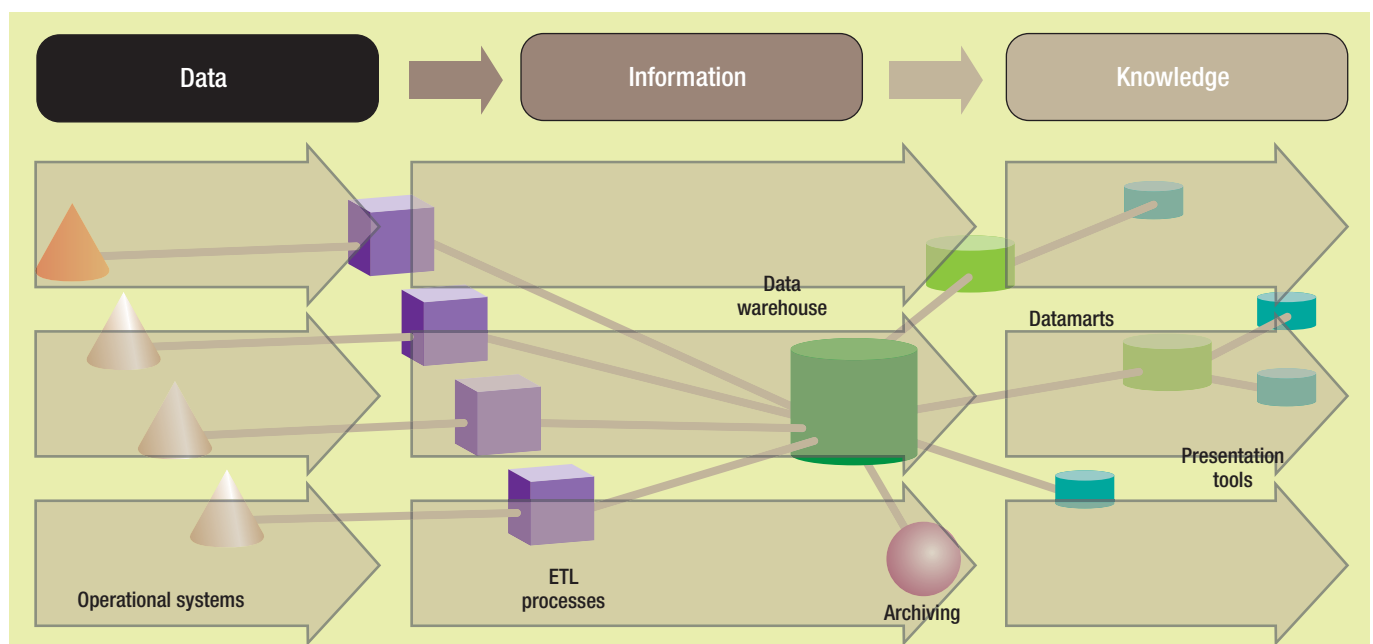 Data
Information
Knowledge
Data
warehouse
Datamarts
Presentation
tools
Operational systems
ETL
processes
Archiving